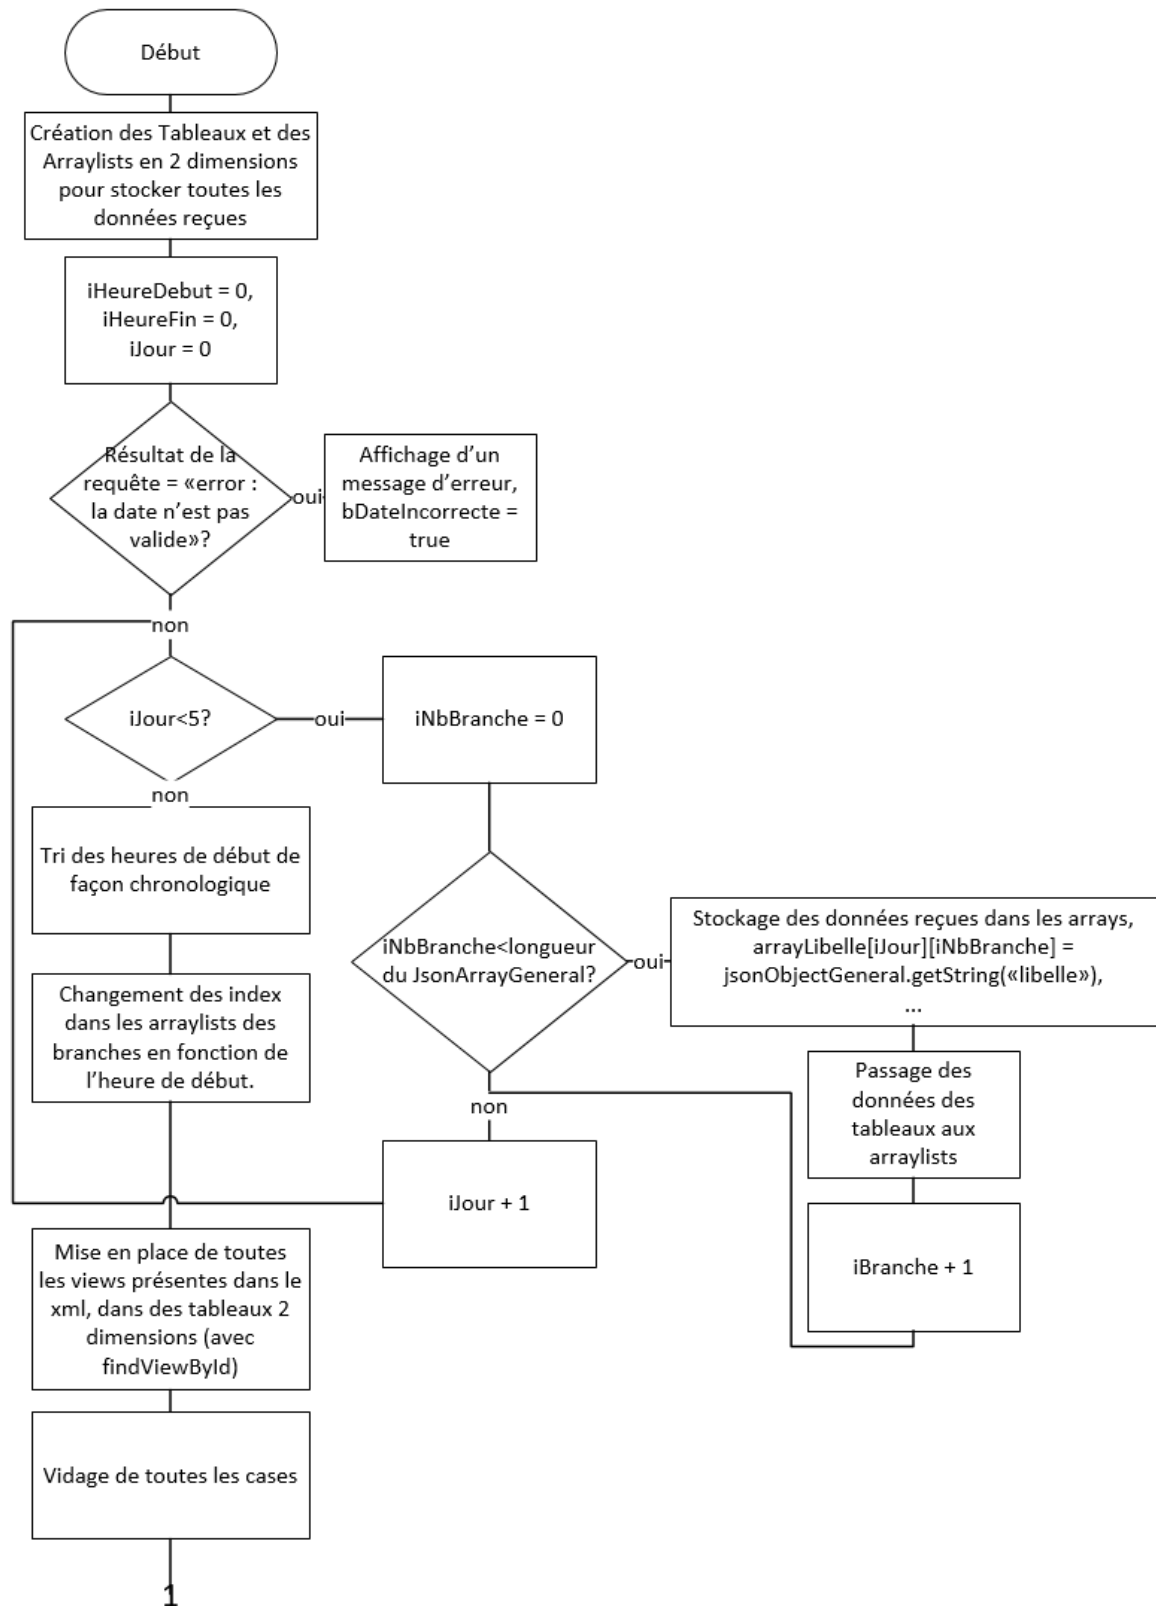 Début
Création des Tableaux et des
Arraylists en 2 dimensions
pour stocker toutes les
données reçues
iHeureDebut = 0,
iHeureFin = 0,
iJour = 0
Résultat de la
requête = «error :
la date n'est pas
valide»?
oui
Affichage d'un
message d'erreur,
bDateIncorrecte =
true
non
iJour<5?
oui
iNbBranche = 0
non
Tri des heures de début de
façon chronologique
iNbBranche<longueur
du JsonArrayGeneral?
oui
Stockage des données reçues dans les arrays,
arrayLibelle[iJour][iNbBranche] =
jsonObjectGeneral.getString(«libelle»),
...
Changement des index
dans les arraylists des
branches en fonction de
l'heure de début.
Passage des
données des
tableaux aux
arraylists
non
iJour + 1
iBranche + 1
Mise en place de toutes
les views présentes dans le
xml, dans des tableaux 2
dimensions (avec
findViewById)
Vidage de toutes les cases
1